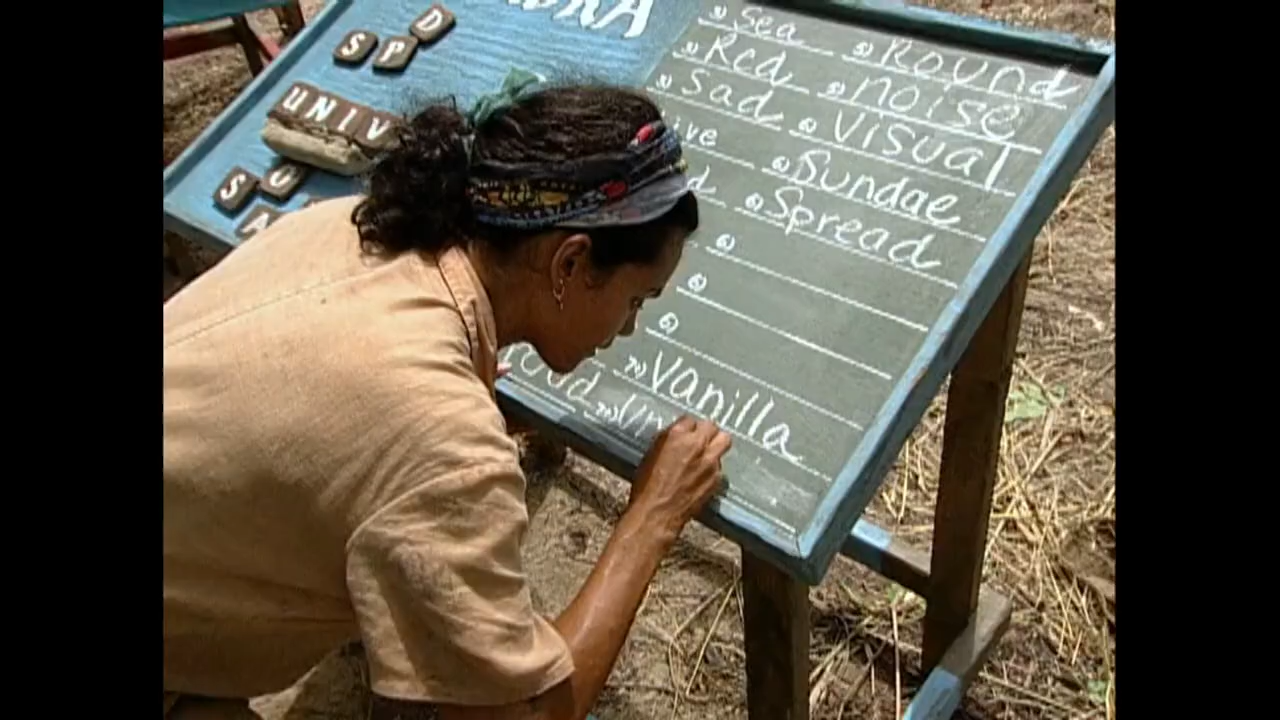 D
S P
UNIV
S
Sea Round
Red noise
Sad Visual
Sundae
Spread
Vanilla